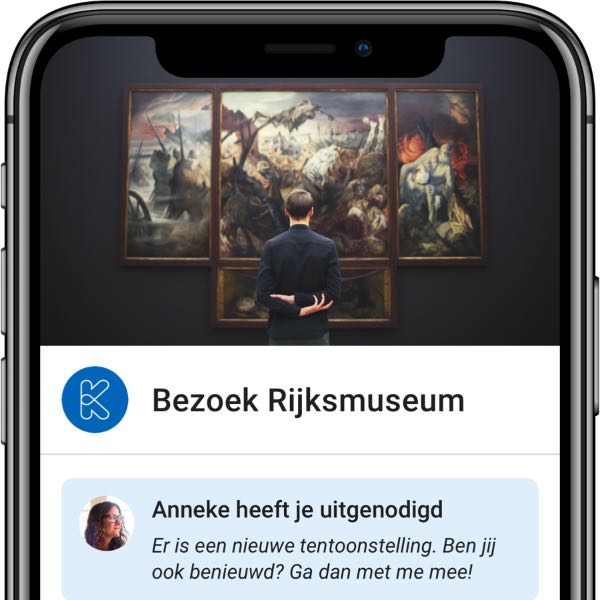 Bezoek Rijksmuseum
Anneke heeft je uitgenodigd
Er is een nieuwe tentoonstelling. Ben jij
ook benieuwd? Ga dan met me mee!